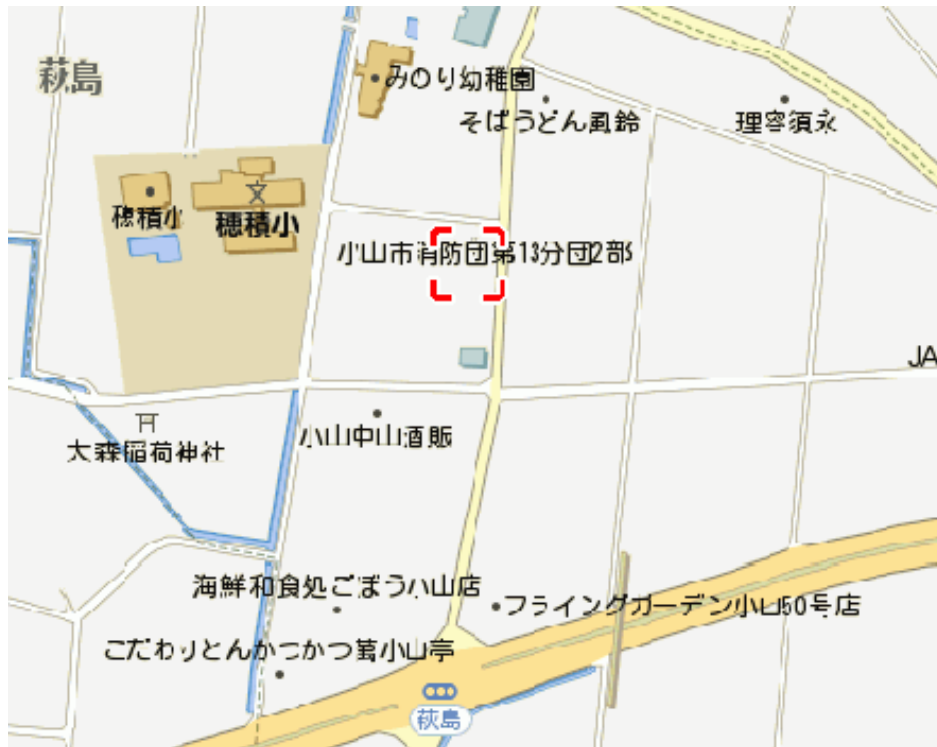 萩島
みのり幼稚園
そばうどん風鈴
理容須永
穂積小
穂積小
小山市消防団第13分団2部
JA
小山中山酒販
大森稲荷神社
海鮮和食処ごぼう小山店
フライングガーデン小山50号店
こだわりとんかつかつ篭小山亭
萩島